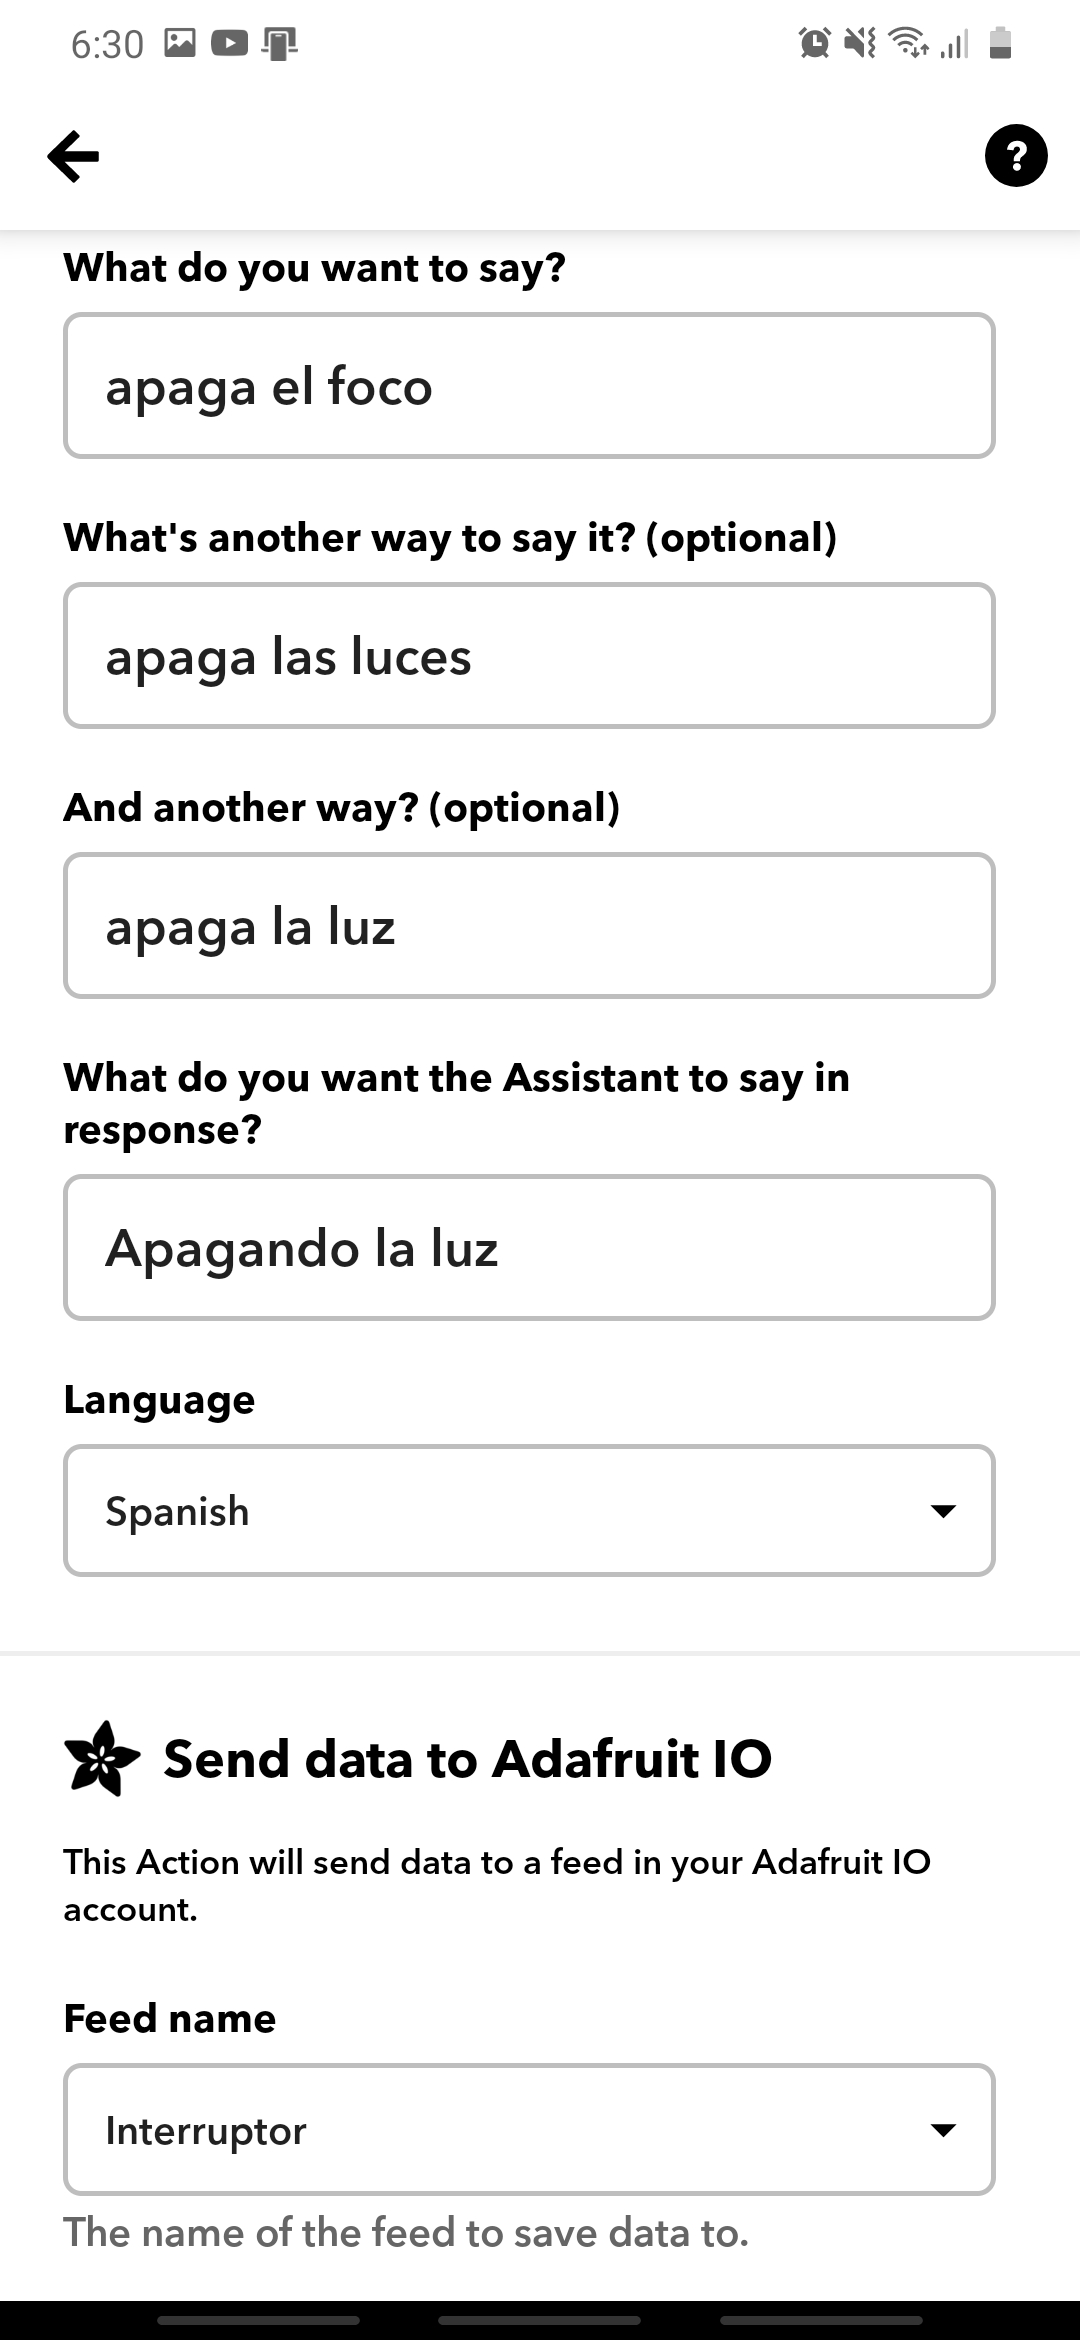 6:30
What do you want to say?
apaga el foco
What's another way to say it? (optional)
apaga las luces
And another way? (optional)
apaga la luz
What do you want the Assistant to say in
response?
Apagando la luz
Language
Spanish
Send data to Adafruit IO
This Action will send data to a feed in your Adafruit IO
account.
Feed name
Interruptor
The name of the feed to save data to.